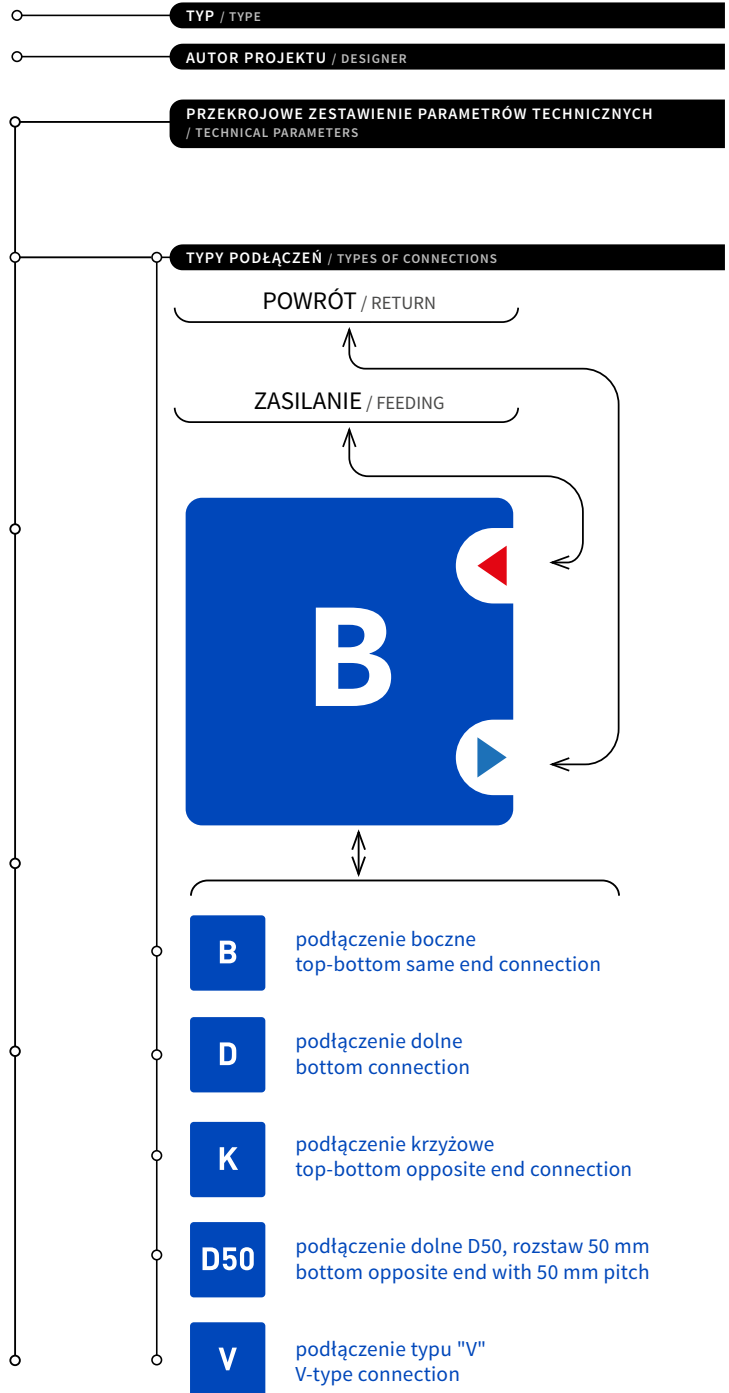 TYP / TYPE
AUTOR PROJEKTU / DESIGNER
PRZEKROJOWE ZESTAWIENIE PARAMETRÓW TECHNICZNYCH
/ TECHNICAL PARAMETERS
TYPY PODŁĄCZEŃ / TYPES OF CONNECTIONS
POWRÓT / RETURN
ZASILANIE / FEEDING
B
B
podłączenie boczne
top-bottom same end connection
D
podłączenie dolne
bottom connection
K
podłączenie krzyżowe
top-bottom opposite end connection
D50
podłączenie dolne D50, rozstaw 50 mm
bottom opposite end with 50 mm pitch
V
podłączenie typu "V"
V-type connection